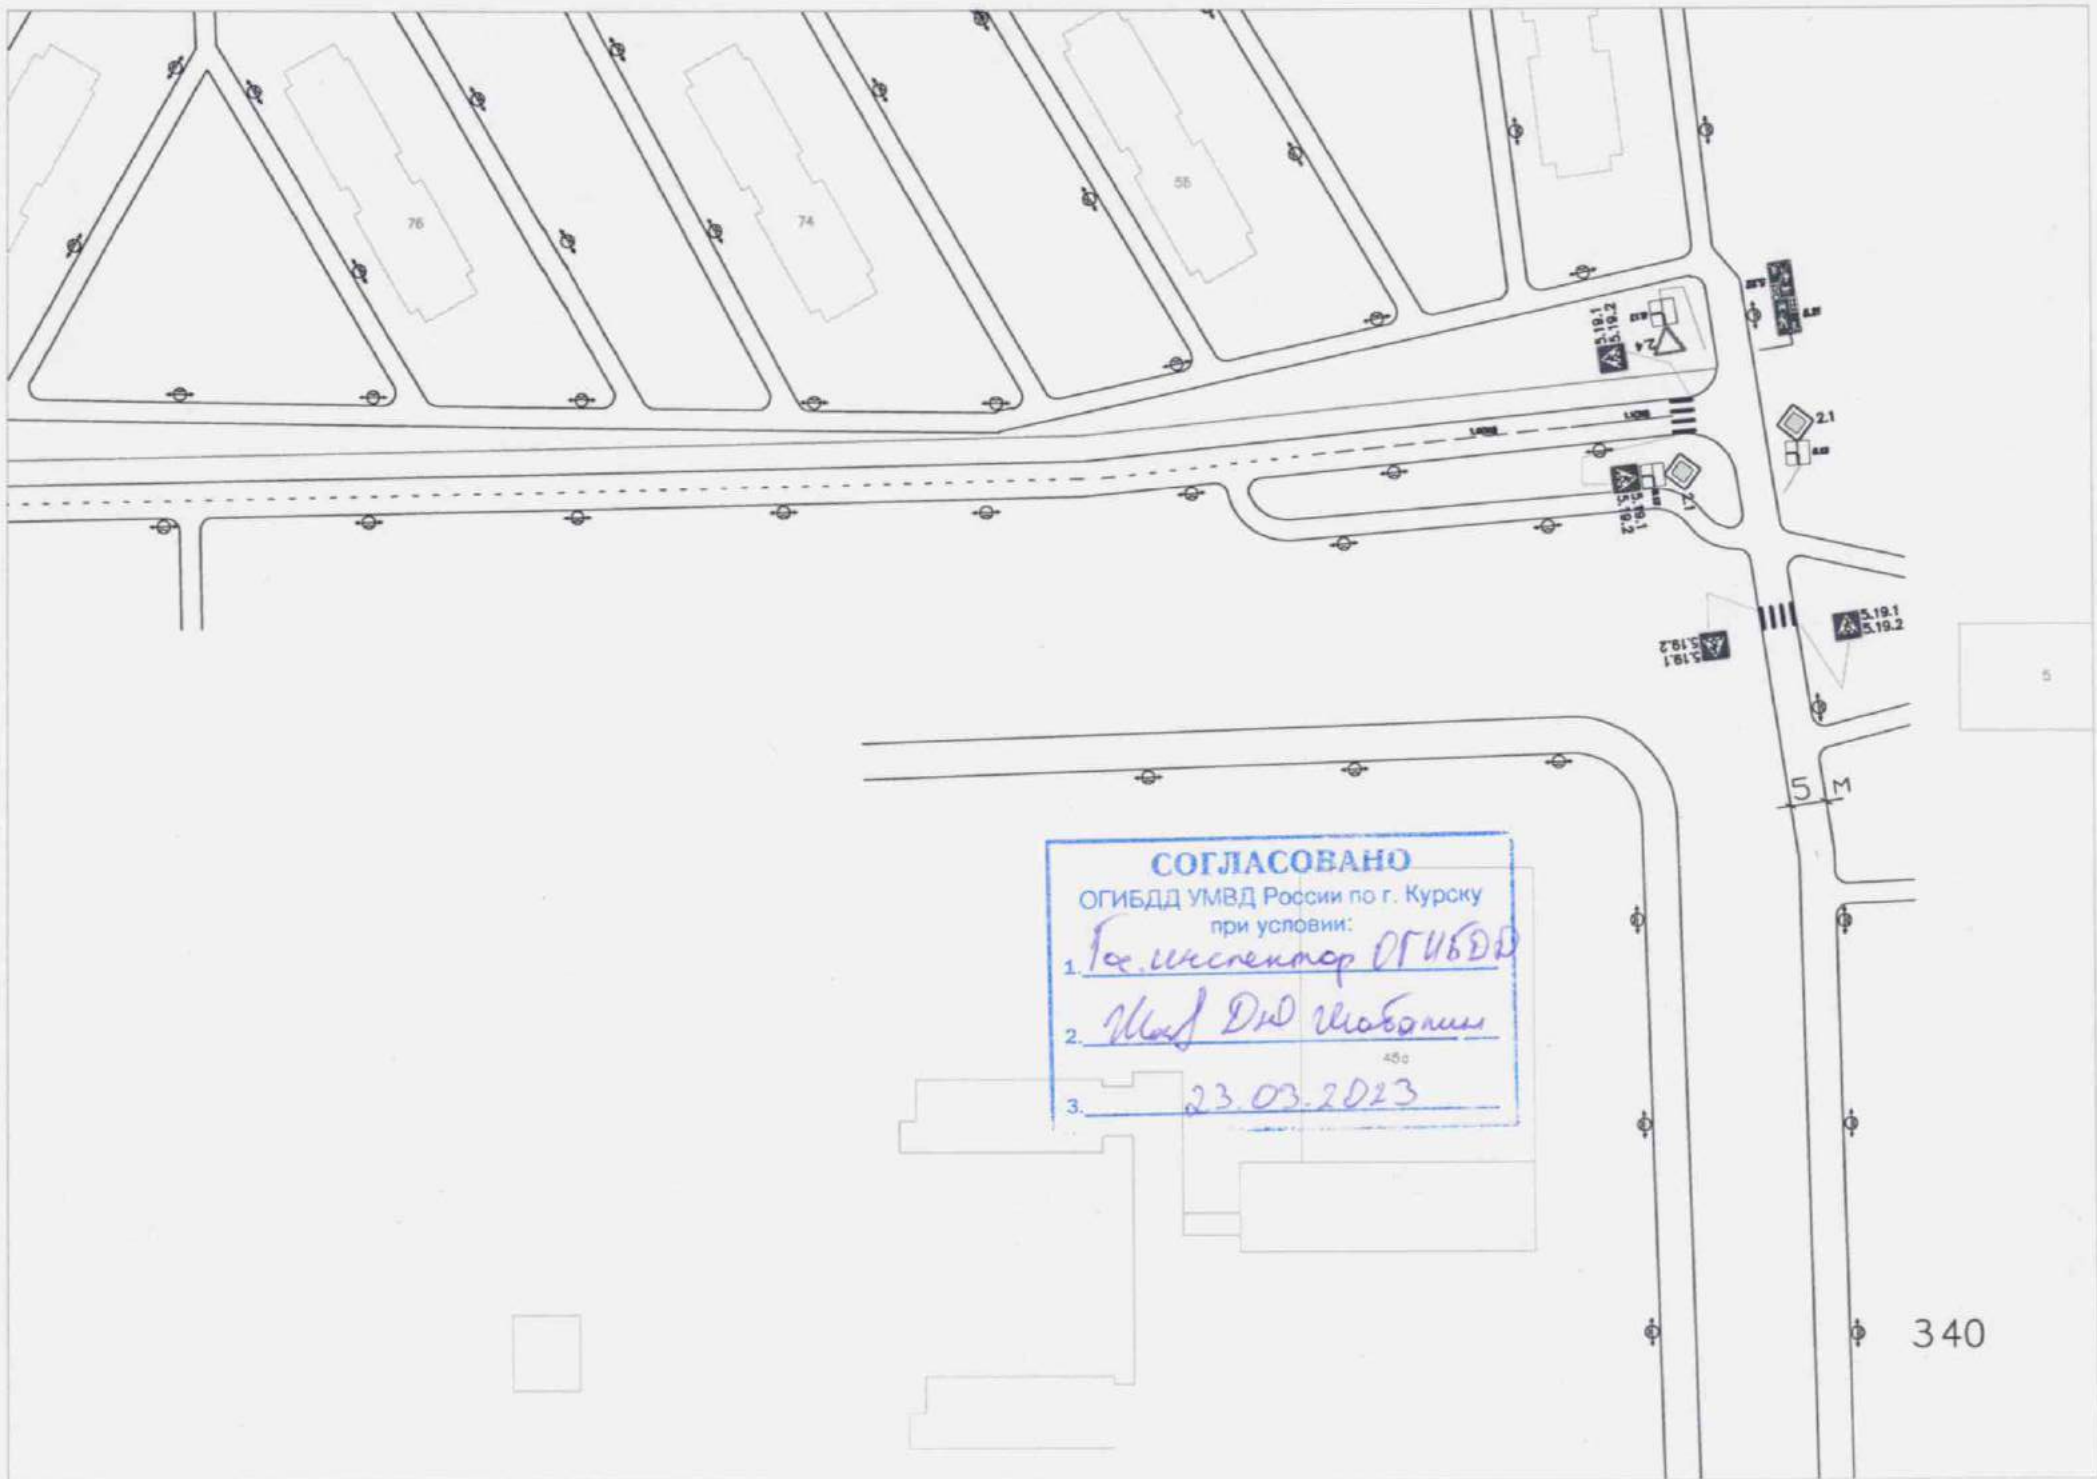 76
74
5.19.1
5.19.2
2.4
2.1
5.19.1
5.19.2
2.1
5.19.1
5.19.2
5.19.1
5.19.2
5
5 М
СОГЛАСОВАНО
ОГИБДД УМВД России по г. Курску
при условии:
1. Гос. инспектор ОГИБДД
2. Д.Ю Шабанин
45а
3. 23.03.2023
340